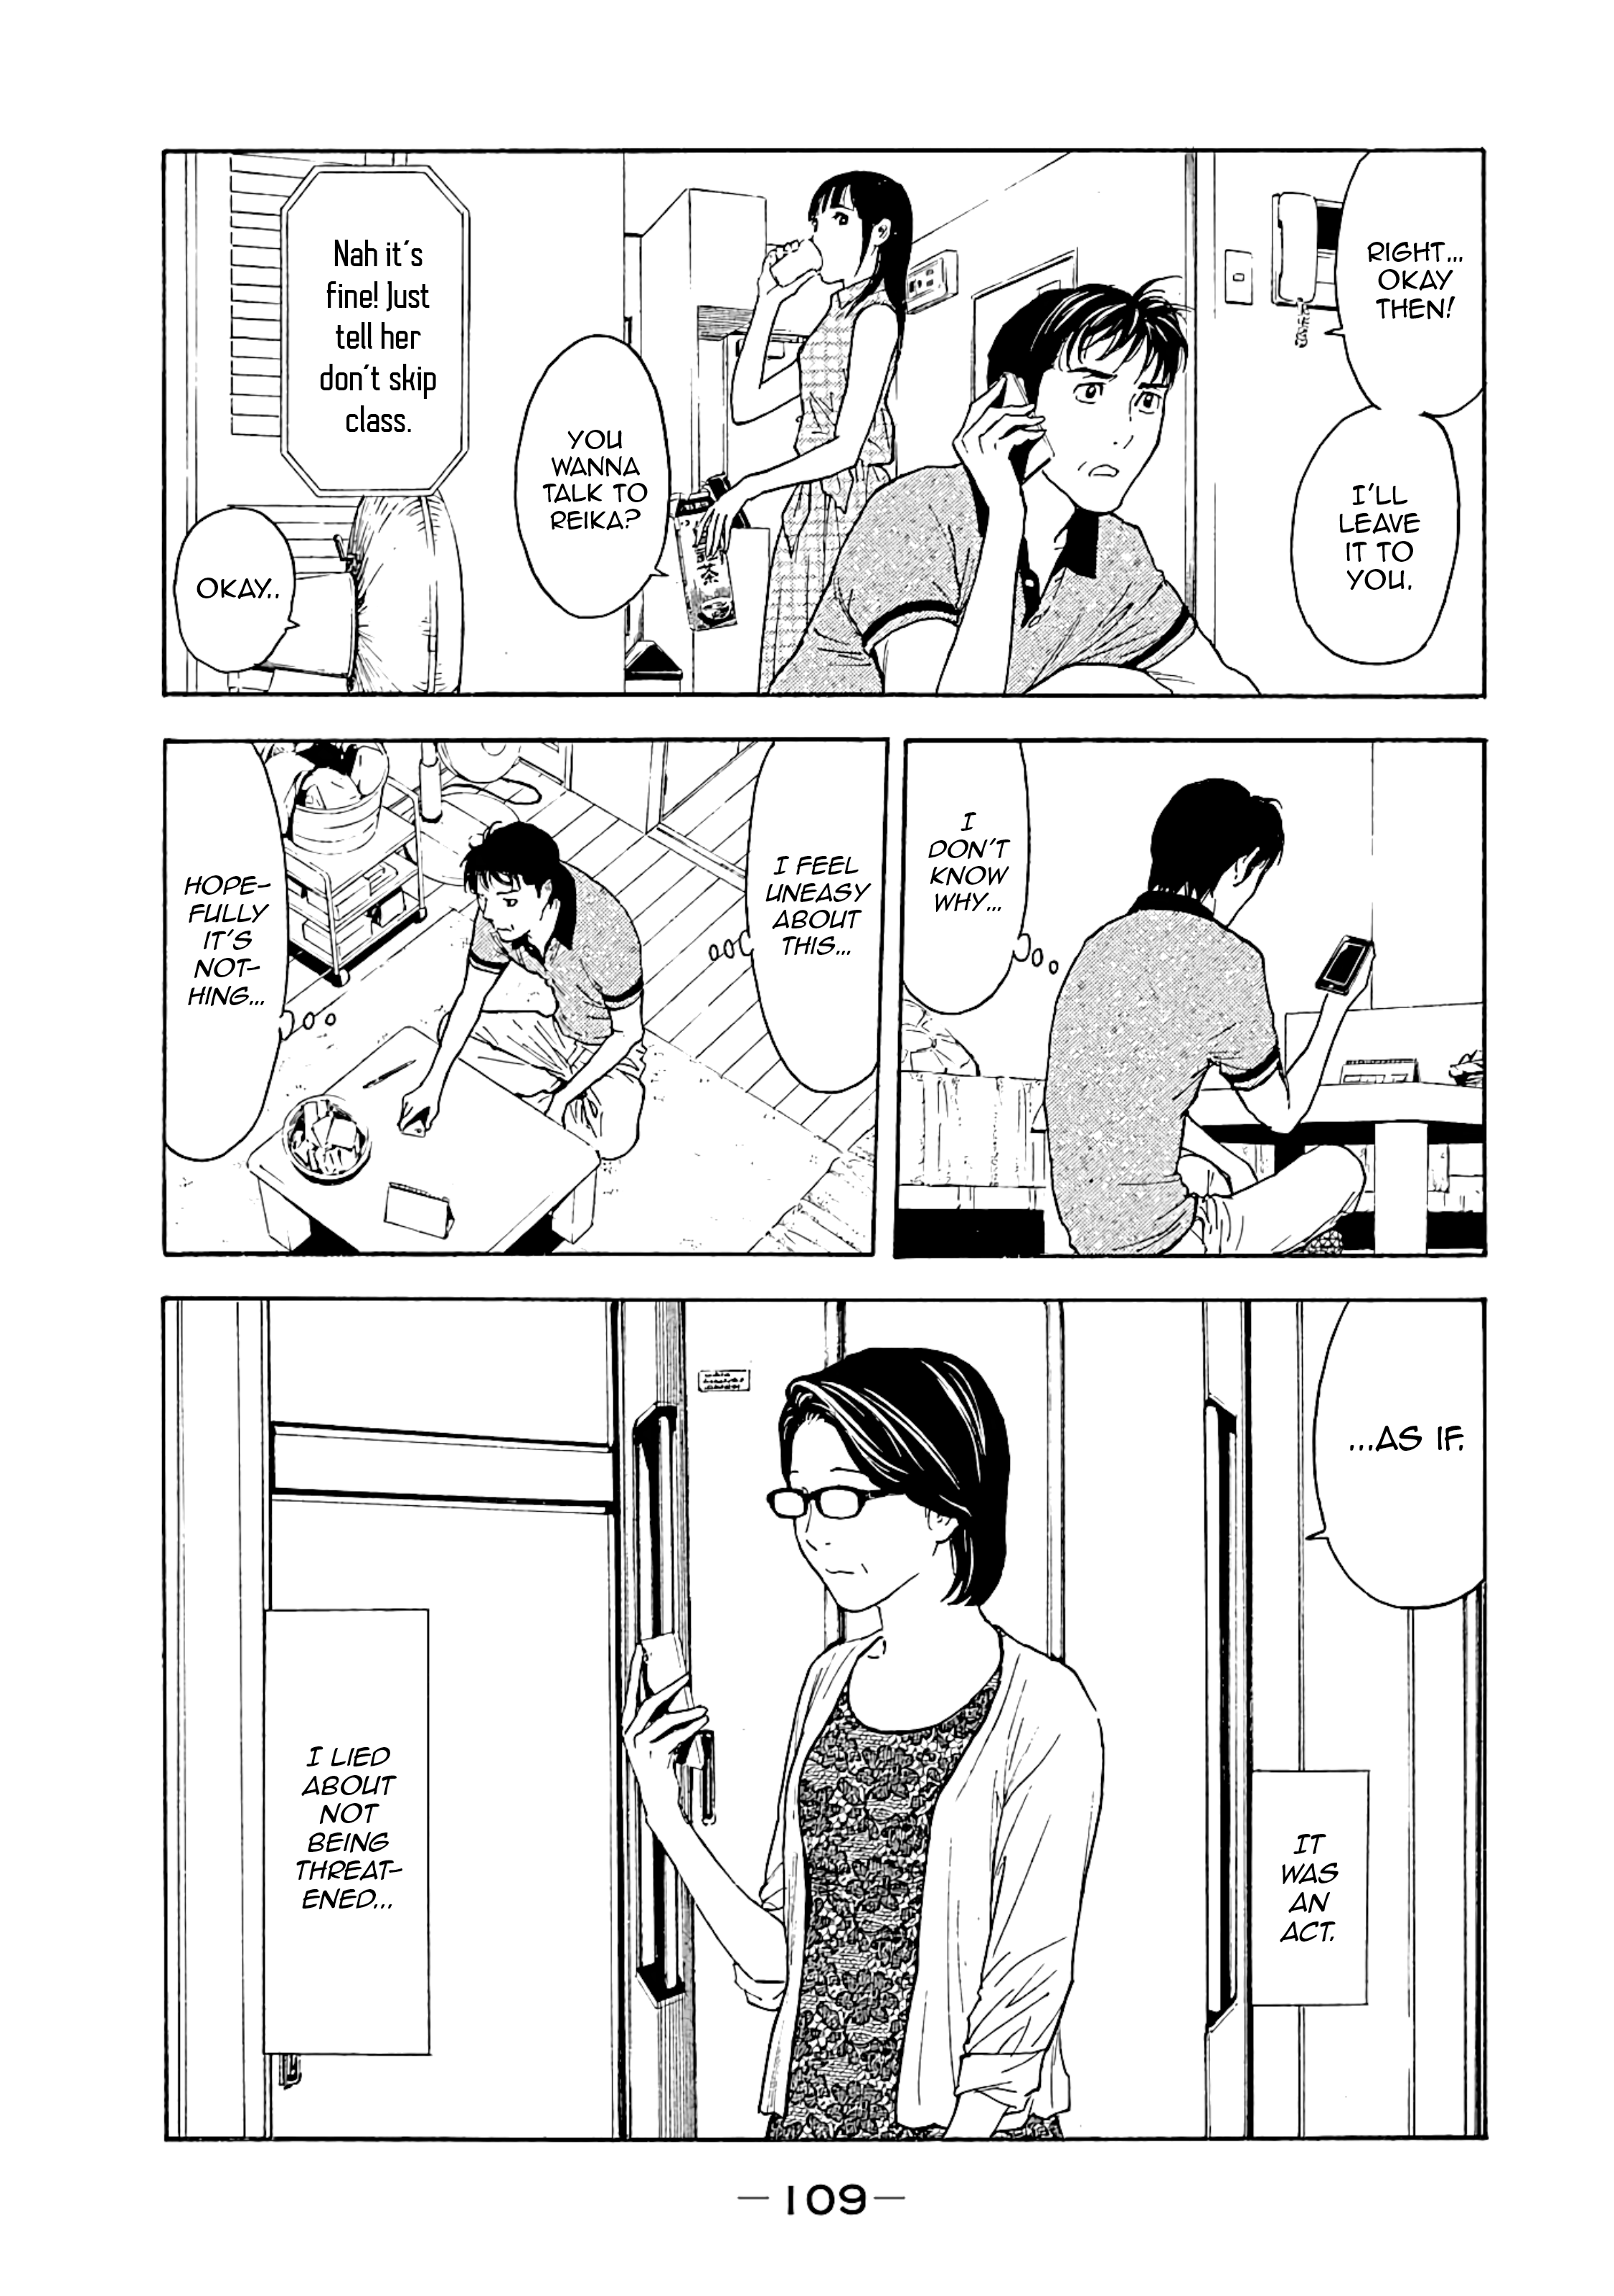 RIGHT...
OKAY
THEN!
I'LL
LEAVE
IT TO
YOU.
YOU
WANNA
TALK TO
REIKA?
Nah it's
fine! Just
tell her
don't skip
class.
OKAY..
茶
I
DON'T
KNOW
WHY...
I FEEL
UNEASY
ABOUT
THIS...
HOPE-
FULLY
IT'S
NOT-
HING...
...AS IF.
IT
WAS
AN
ACT.
I LIED
ABOUT
NOT
BEING
THREAT-
ENED...
— 109 —